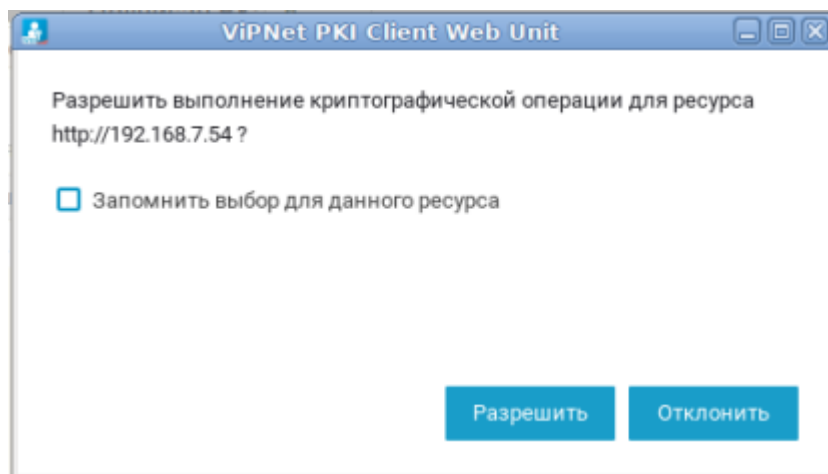 ViPNet PKI Client Web Unit
Разрешить выполнение криптографической операции для ресурса
http://192.168.7.54 ?
Запомнить выбор для данного ресурса
Разрешить Отклонить